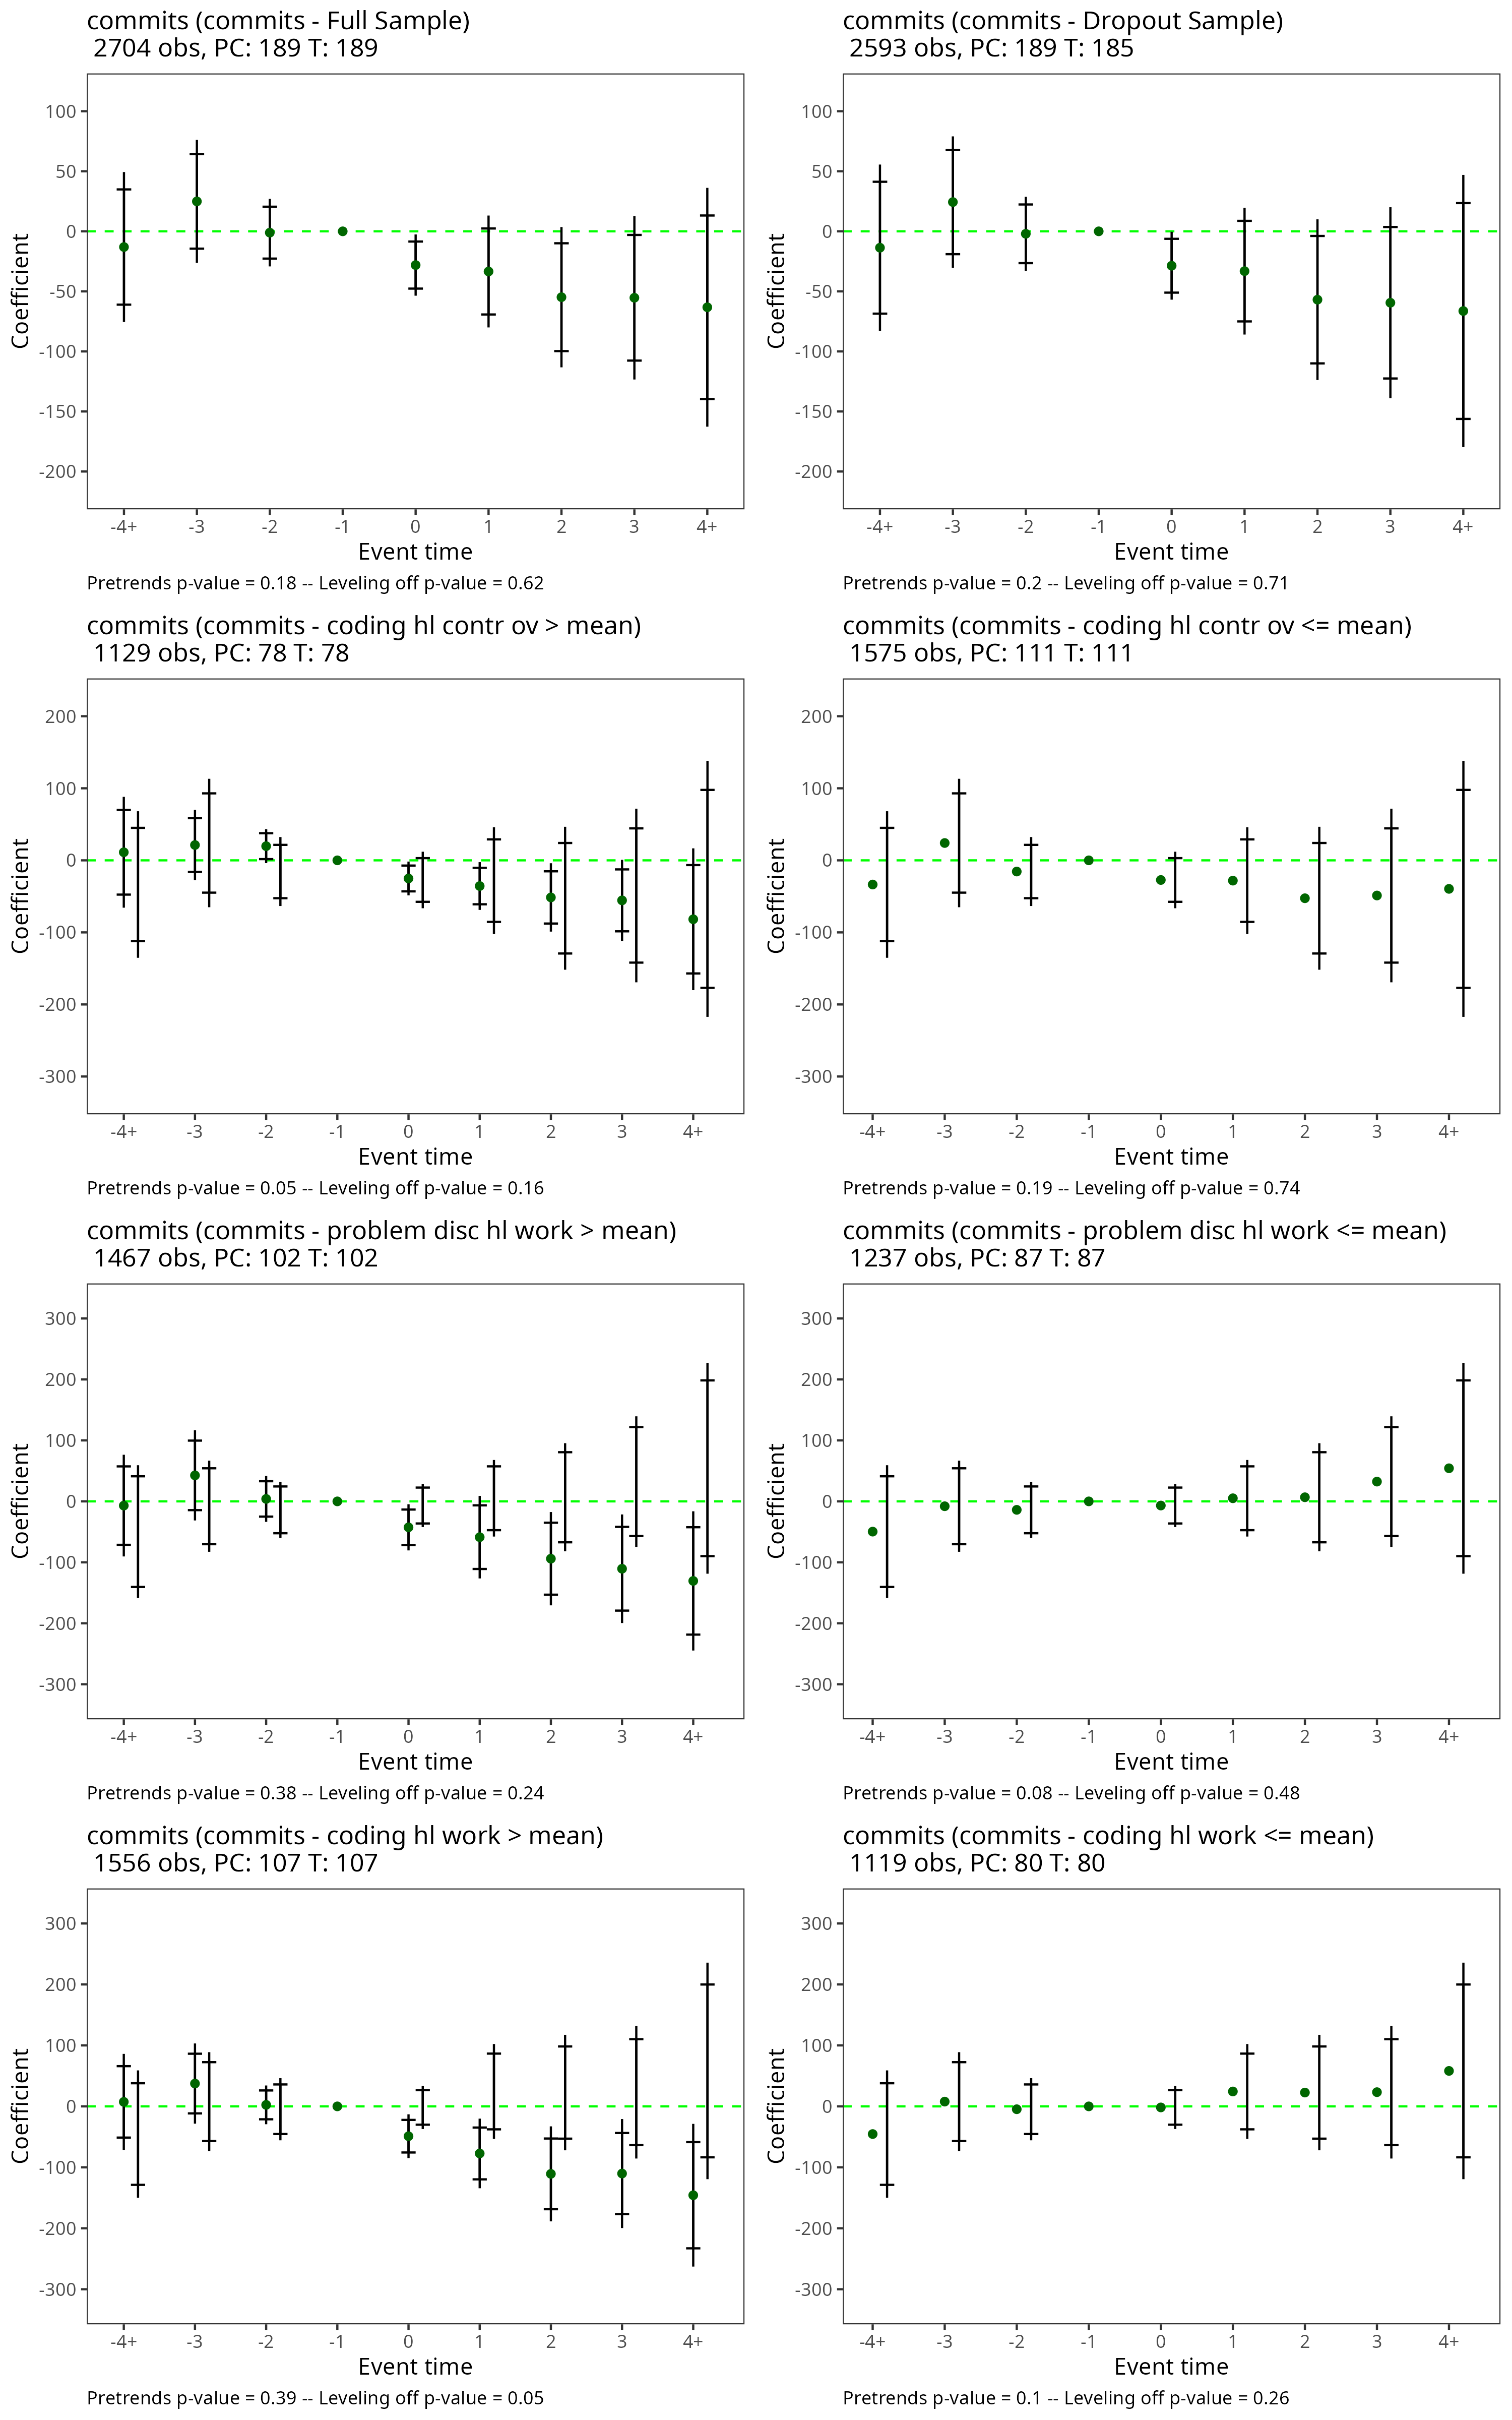 commits (commits - Full Sample)
2704 obs, PC: 189 T: 189
100
50
0
-50
-100
-150
-200
Coefficient
-4+ -3 -2 -1 0 1 2 3 4+
Event time
Pretrends p-value = 0.18 -- Leveling off p-value = 0.62
commits (commits - Dropout Sample)
2593 obs, PC: 189 T: 185
100
50
0
-50
-100
-150
-200
Coefficient
-4+ -3 -2 -1 0 1 2 3 4+
Event time
Pretrends p-value = 0.2 -- Leveling off p-value = 0.71
commits (commits - coding hl contr ov > mean)
1129 obs, PC: 78 T: 78
200
100
0
-100
-200
-300
Coefficient
-4+ -3 -2 -1 0 1 2 3 4+
Event time
Pretrends p-value = 0.05 -- Leveling off p-value = 0.16
commits (commits - coding hl contr ov <= mean)
1575 obs, PC: 111 T: 111
200
100
0
-100
-200
-300
Coefficient
-4+ -3 -2 -1 0 1 2 3 4+
Event time
Pretrends p-value = 0.19 -- Leveling off p-value = 0.74
commits (commits - problem disc hl work > mean)
1467 obs, PC: 102 T: 102
300
200
100
0
-100
-200
-300
Coefficient
-4+ -3 -2 -1 0 1 2 3 4+
Event time
Pretrends p-value = 0.38 -- Leveling off p-value = 0.24
commits (commits - problem disc hl work <= mean)
1237 obs, PC: 87 T: 87
300
200
100
0
-100
-200
-300
Coefficient
-4+ -3 -2 -1 0 1 2 3 4+
Event time
Pretrends p-value = 0.08 -- Leveling off p-value = 0.48
commits (commits - coding hl work > mean)
1556 obs, PC: 107 T: 107
300
200
100
0
-100
-200
-300
Coefficient
-4+ -3 -2 -1 0 1 2 3 4+
Event time
Pretrends p-value = 0.39 -- Leveling off p-value = 0.05
commits (commits - coding hl work <= mean)
1119 obs, PC: 80 T: 80
300
200
100
0
-100
-200
-300
Coefficient
-4+ -3 -2 -1 0 1 2 3 4+
Event time
Pretrends p-value = 0.1 -- Leveling off p-value = 0.26